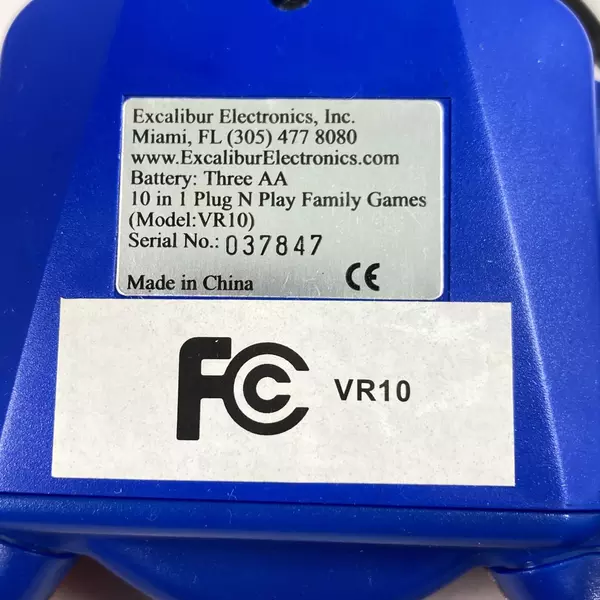 Excalibur Electronics, Inc.
Miami, FL (305) 477 8080
www.ExcaliburElectronics.com
Battery: Three AA
10 in 1 Plug N Play Family Games
(Model:VR10)
Serial No.: 037847
Made in China CE
FC VR10